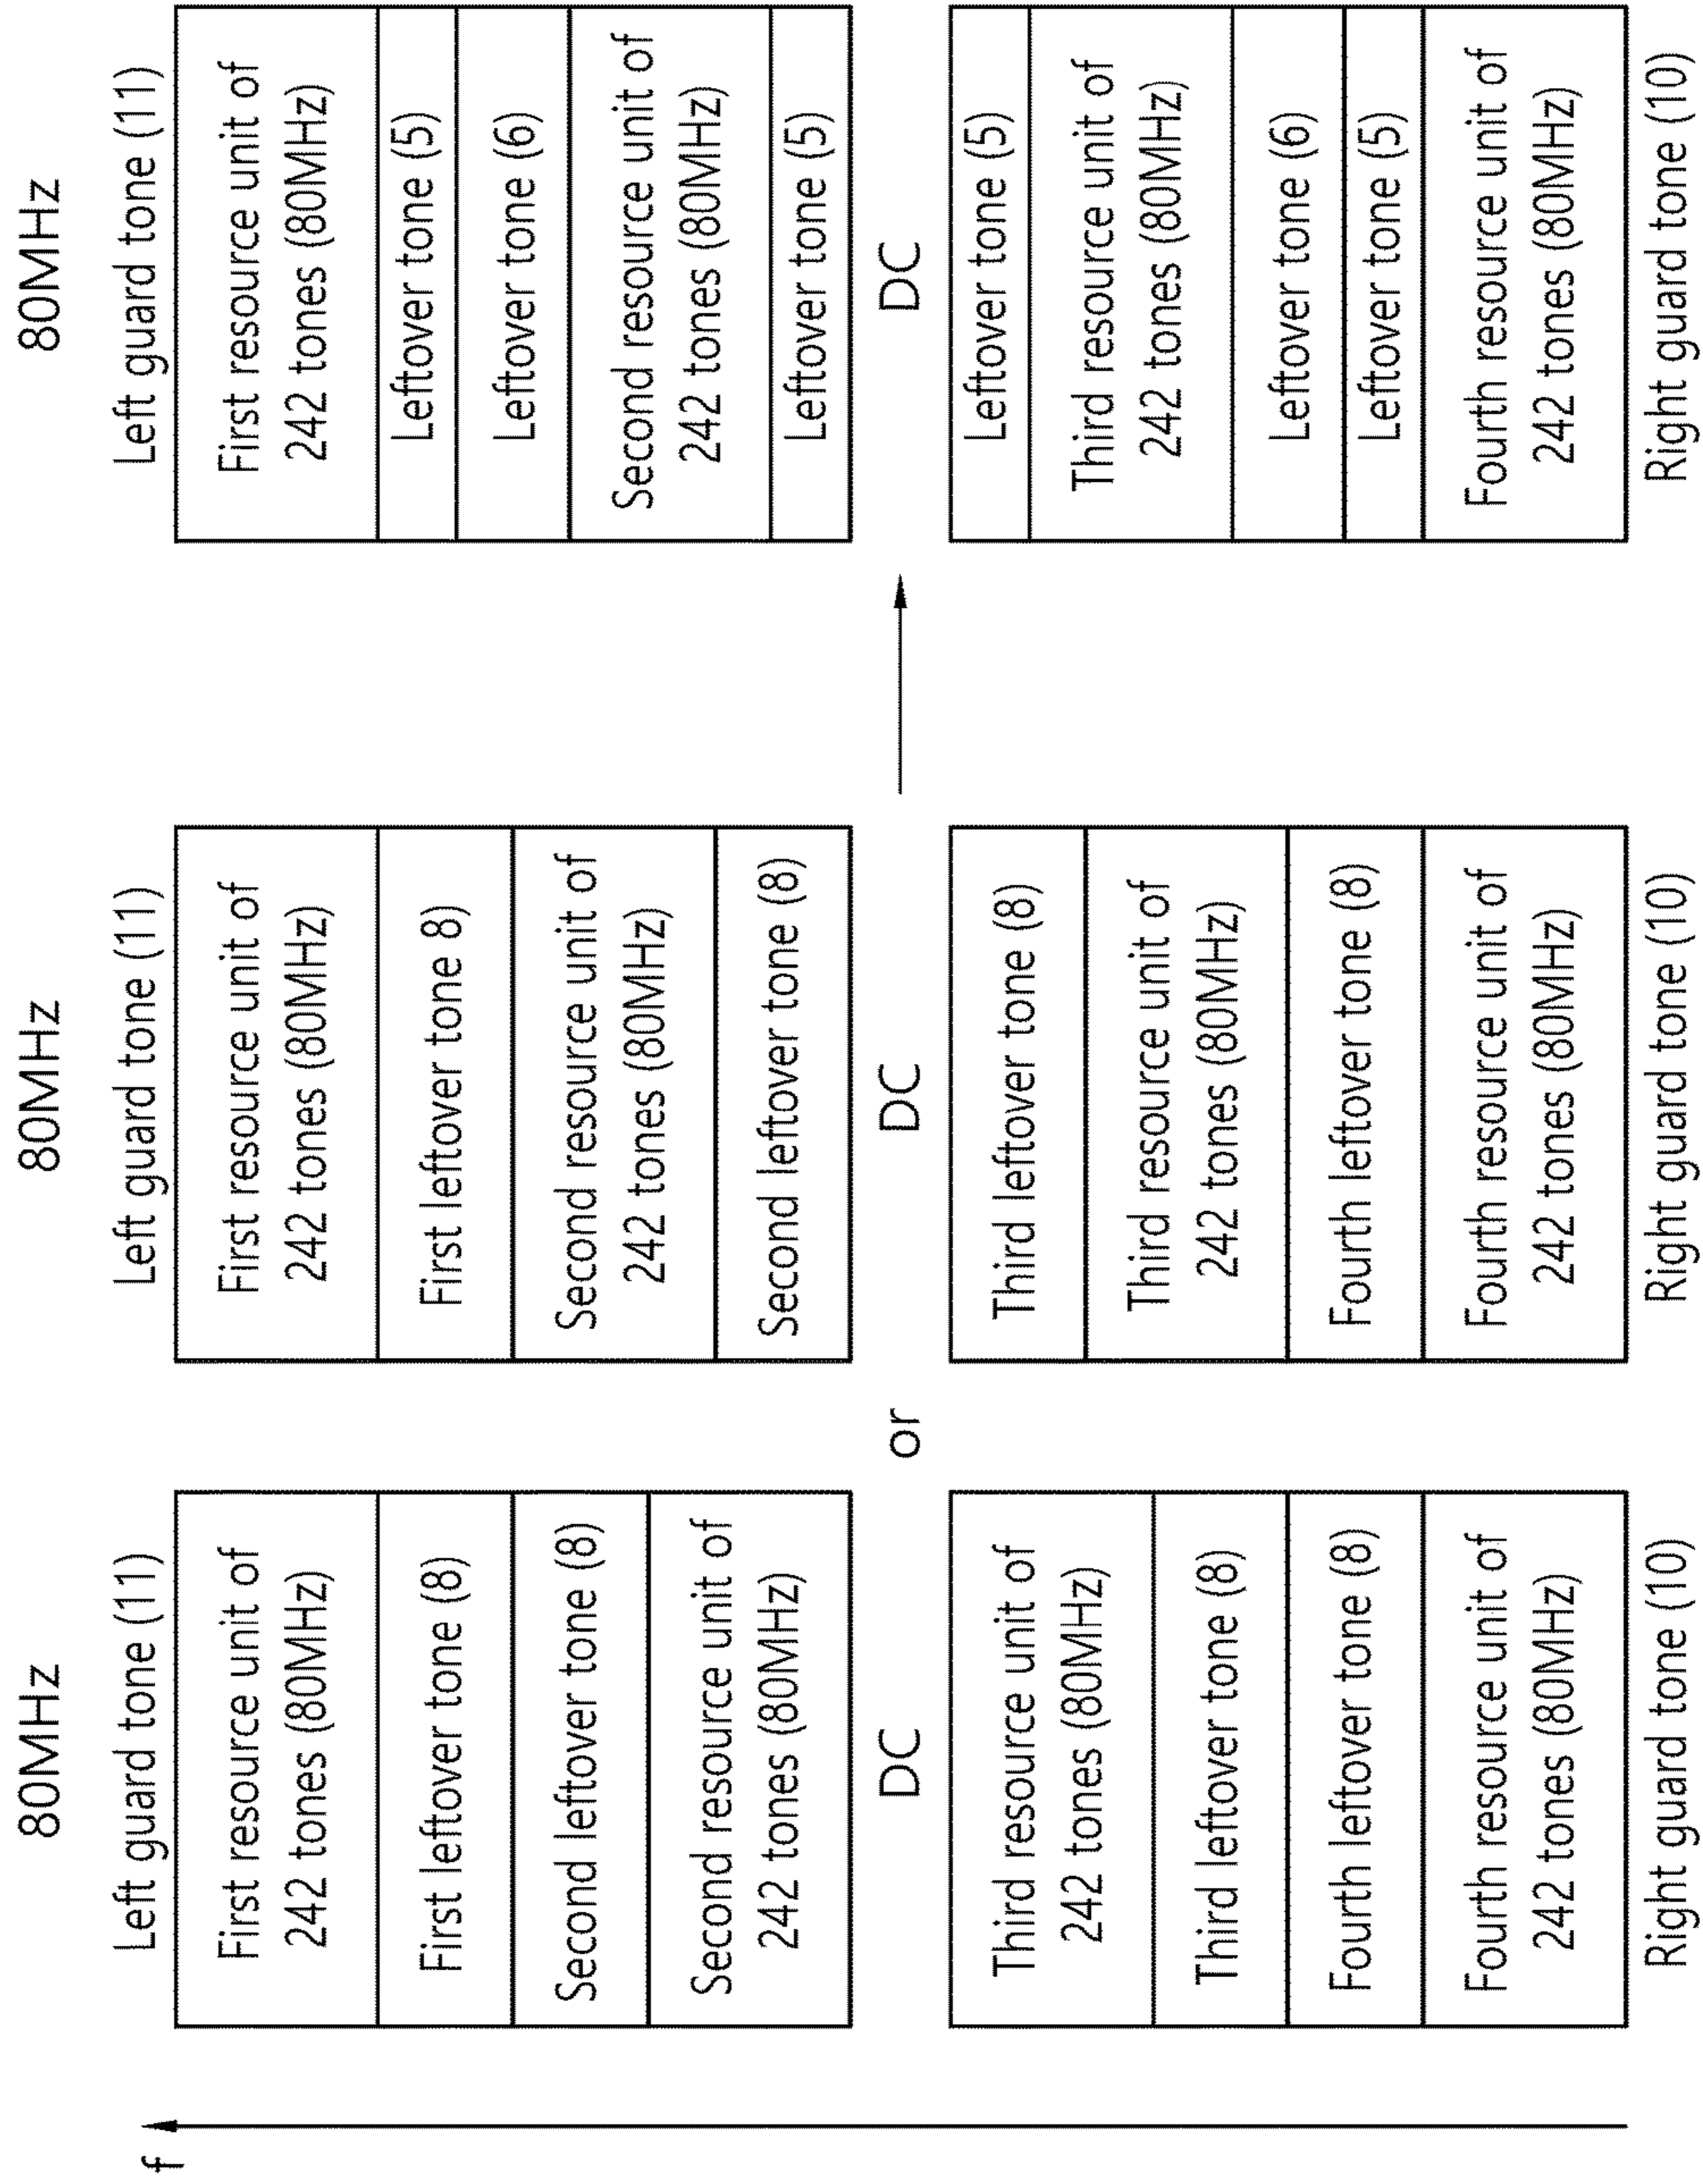 80MHz
Left guard tone (11)
First resource unit of
242 tones (80MHz)
First leftover tone (8)
Second leftover tone (8)
Second resource unit of
242 tones (80MHz)
DC
Third resource unit of
242 tones (80MHz)
Third leftover tone (8)
Fourth leftover tone (8)
Fourth resource unit of
242 tones (80MHz)
Right guard tone (10)
f
or
80MHz
Left guard tone (11)
First resource unit of
242 tones (80MHz)
First leftover tone 8)
Second resource unit of
242 tones (80MHz)
Second leftover tone (8)
DC
Third leftover tone (8)
Third resource unit of
242 tones (80MHz)
Fourth leftover tone (8)
Fourth resource unit of
242 tones (80MHz)
Right guard tone (10)
80MHz
Left guard tone (11)
First resource unit of
242 tones (80MHz)
Leftover tone (5)
Leftover tone (6)
Second resource unit of
242 tones (80MHz)
Leftover tone (5)
DC
Leftover tone (5)
Third resource unit of
242 tones (80MHz)
Leftover tone (6)
Leftover tone (5)
Fourth resource unit of
242 tones (80MHz)
Right guard tone (10)